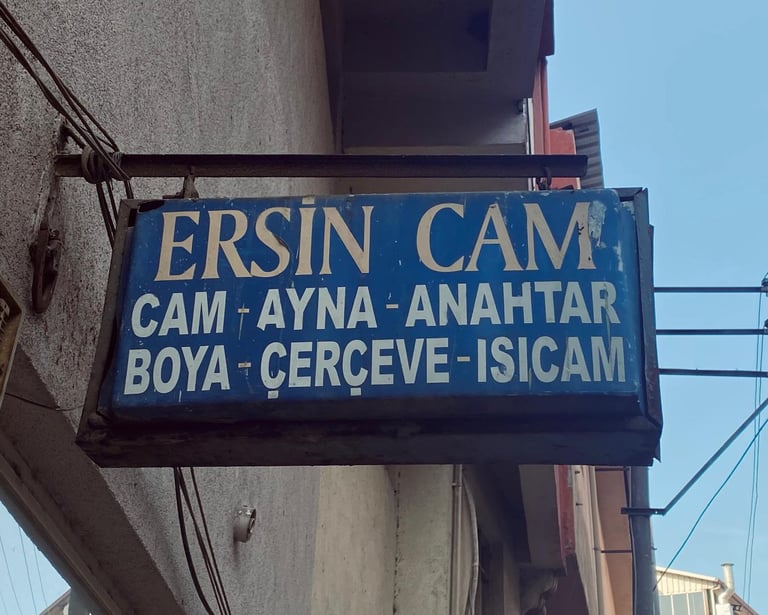 ERSİN CAM
CAM - AYNA - ANAHTAR
BOYA - ÇERÇEVE - ISICAM